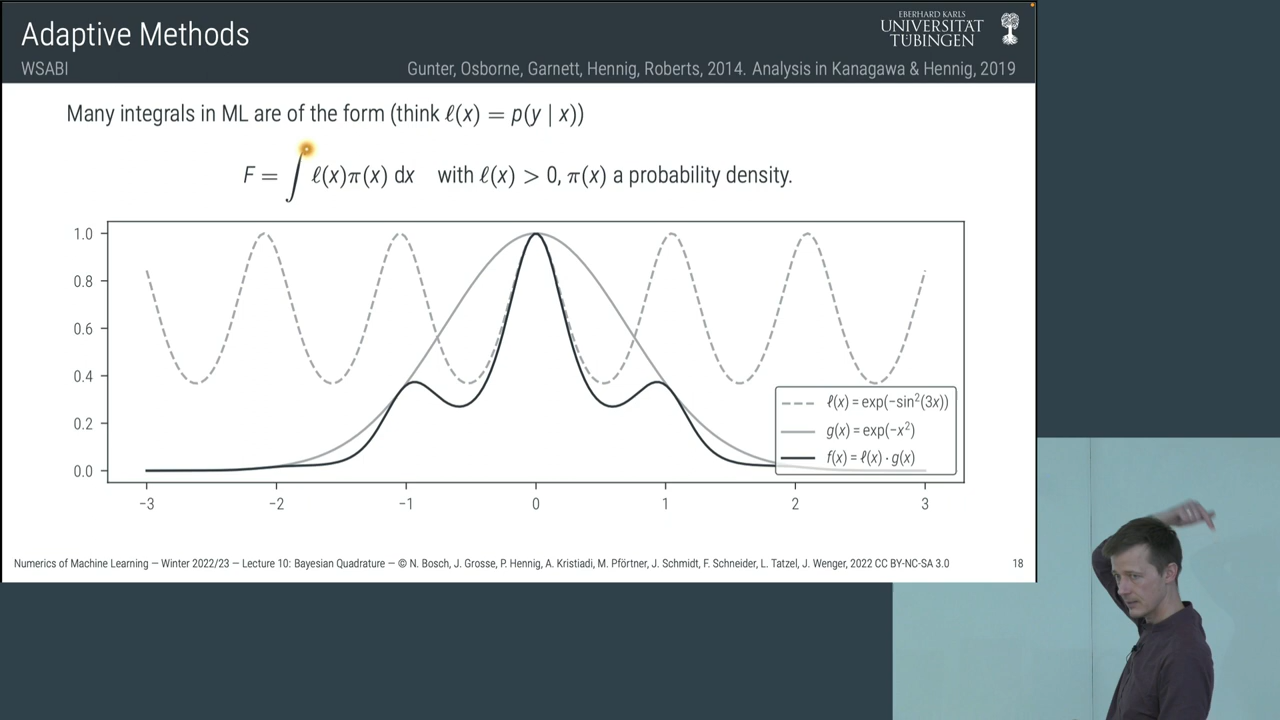 Adaptive Methods
EBERHARD KARLS
UNIVERSITÄT
TÜBINGEN
WSABI
Gunter, Osborne, Garnett, Hennig, Roberts, 2014. Analysis in Kanagawa & Hennig, 2019
Many integrals in ML are of the form (think ℓ(x) = p(y | x))
F = ∫ ℓ(x)π(x) dx with ℓ(x) > 0, π(x) a probability density.
1.0
0.8
0.6
0.4
0.2
0.0
ℓ(x) = exp(−sin²(3x))
g(x) = exp(−x²)
f(x) = ℓ(x) · g(x)
−3 −2 −1 0 1 2 3
Numerics of Machine Learning — Winter 2022/23 — Lecture 10: Bayesian Quadrature — © N. Bosch, J. Grosse, P. Hennig, A. Kristiadi, M. Pförtner, J. Schmidt, F. Schneider, L. Tatzel, J. Wenger, 2022 CC BY-NC-SA 3.0
18